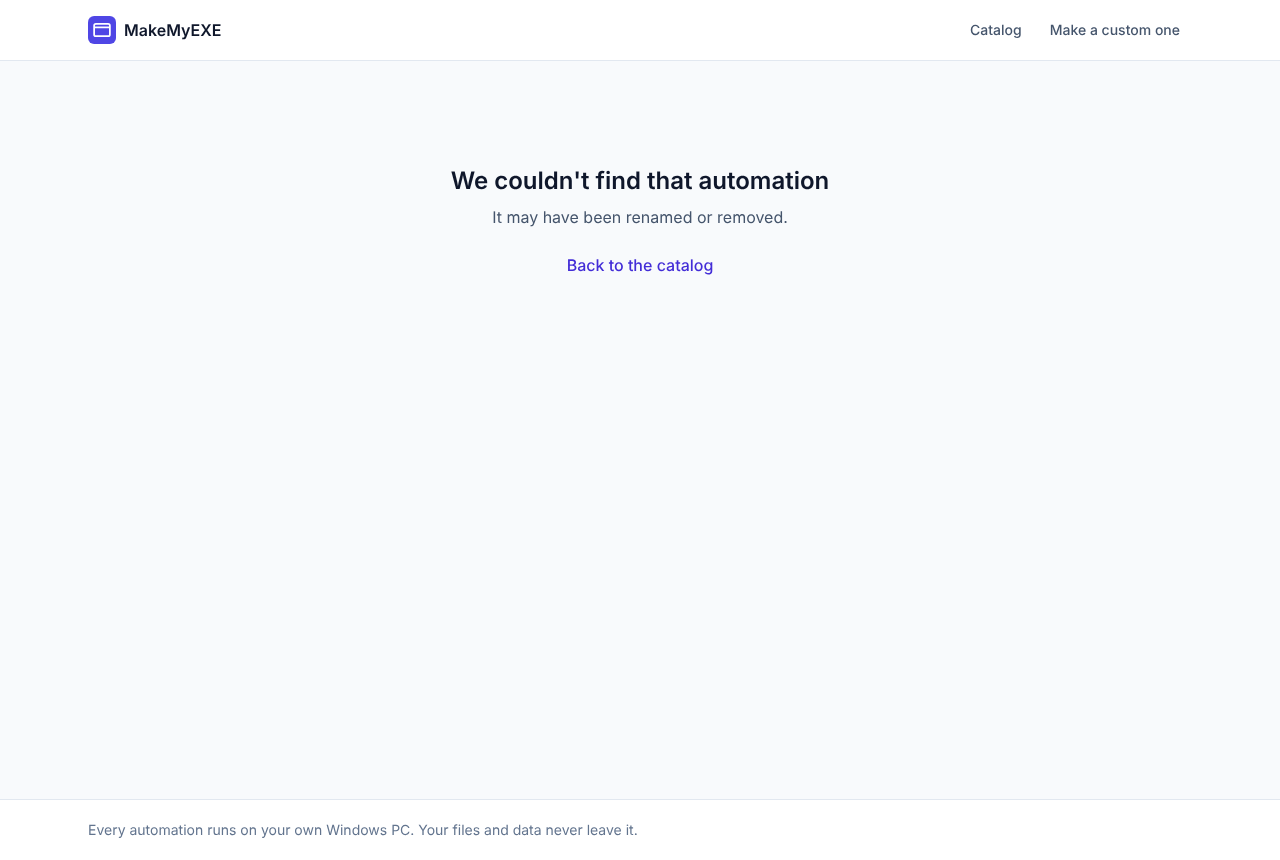 MakeMyEXE
Catalog
Make a custom one
We couldn't find that automation
It may have been renamed or removed.
Back to the catalog
Every automation runs on your own Windows PC. Your files and data never leave it.